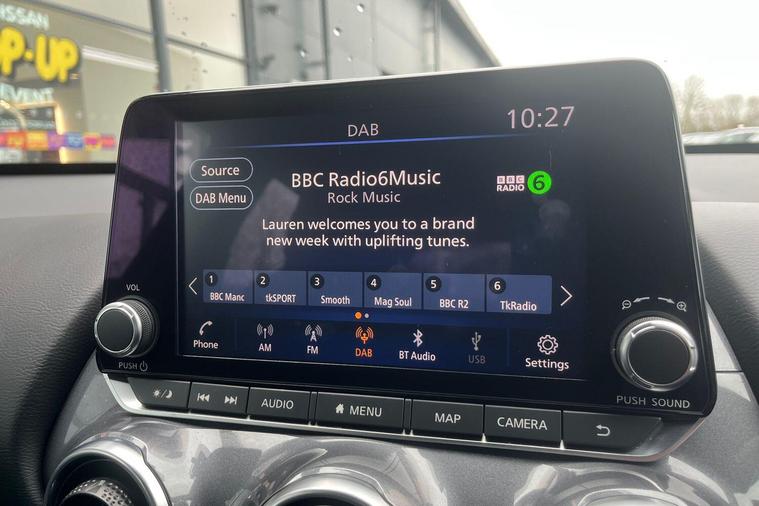 NISSAN
P-UP
EVENT
DAB
10:27
Source
DAB Menu
BBC Radio6Music
Rock Music
BBC
RADIO 6
Lauren welcomes you to a brand
new week with uplifting tunes.
1 BBC Manc
2 tkSPORT
3 Smooth
4 Mag Soul
5 BBC R2
6 TkRadio
Phone
AM
FM
DAB
BT Audio
USB
Settings
VOL
PUSH
PUSH SOUND
AUDIO
MENU
MAP
CAMERA